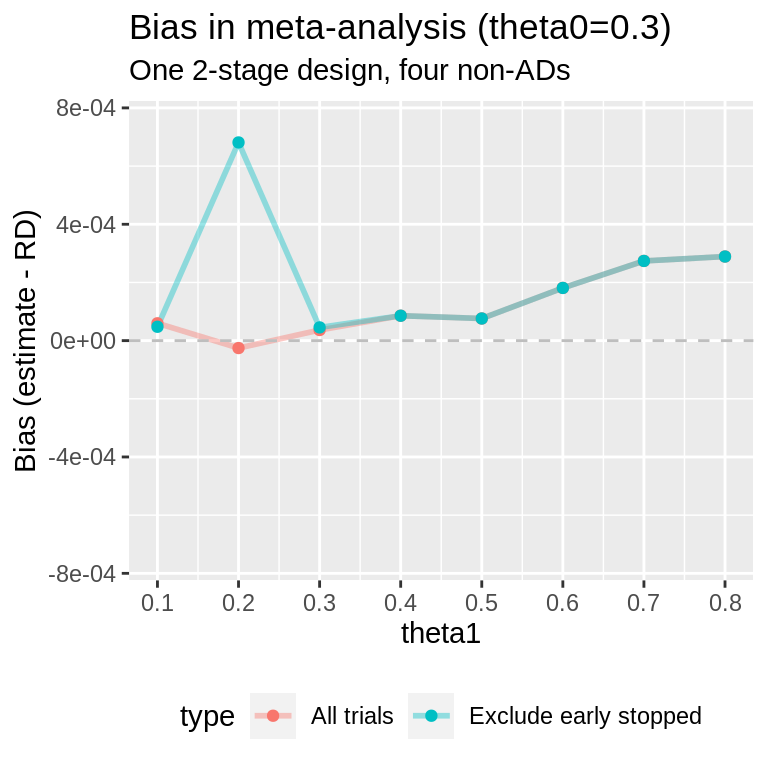 Bias in meta-analysis (theta0=0.3)
One 2-stage design, four non-ADs
Bias (estimate - RD)
8e-04
4e-04
0e+00
-4e-04
-8e-04
0.1 0.2 0.3 0.4 0.5 0.6 0.7 0.8
theta1
type All trials Exclude early stopped